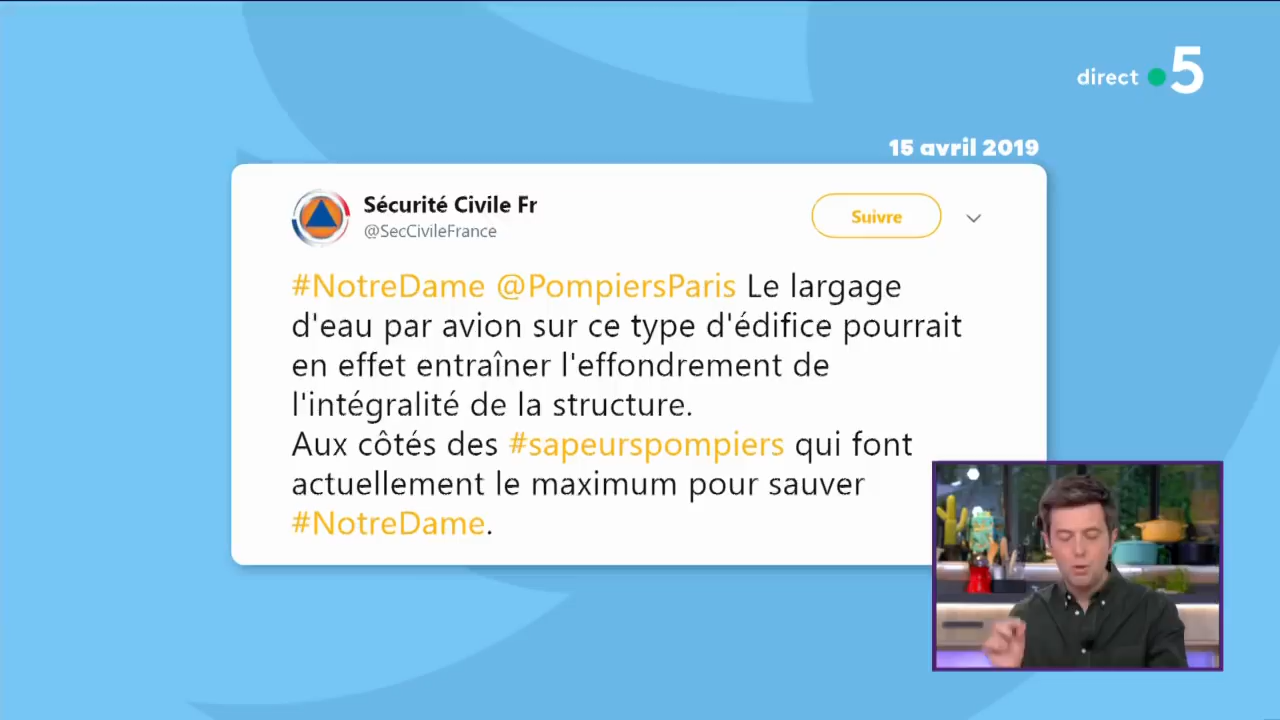 direct 5
15 avril 2019
Sécurité Civile Fr
@SecCivileFrance
Suivre
#NotreDame @PompiersParis Le largage
d'eau par avion sur ce type d'édifice pourrait
en effet entraîner l'effondrement de
l'intégralité de la structure.
Aux côtés des #sapeurspompiers qui font
actuellement le maximum pour sauver
#NotreDame.